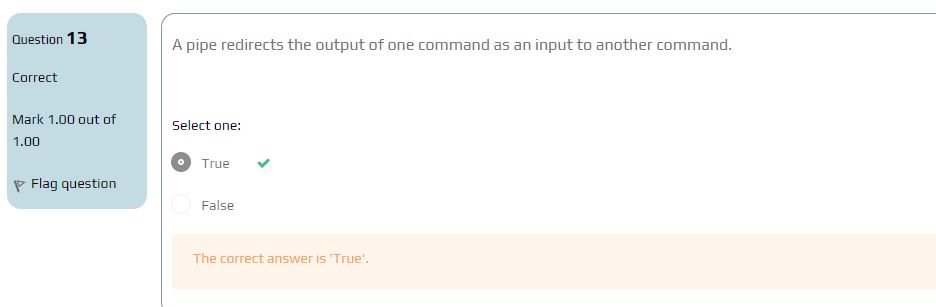 Question 13
Correct
Mark 1.00 out of
1.00
Flag question
A pipe redirects the output of one command as an input to another command.
Select one:
True
False
The correct answer is 'True'.